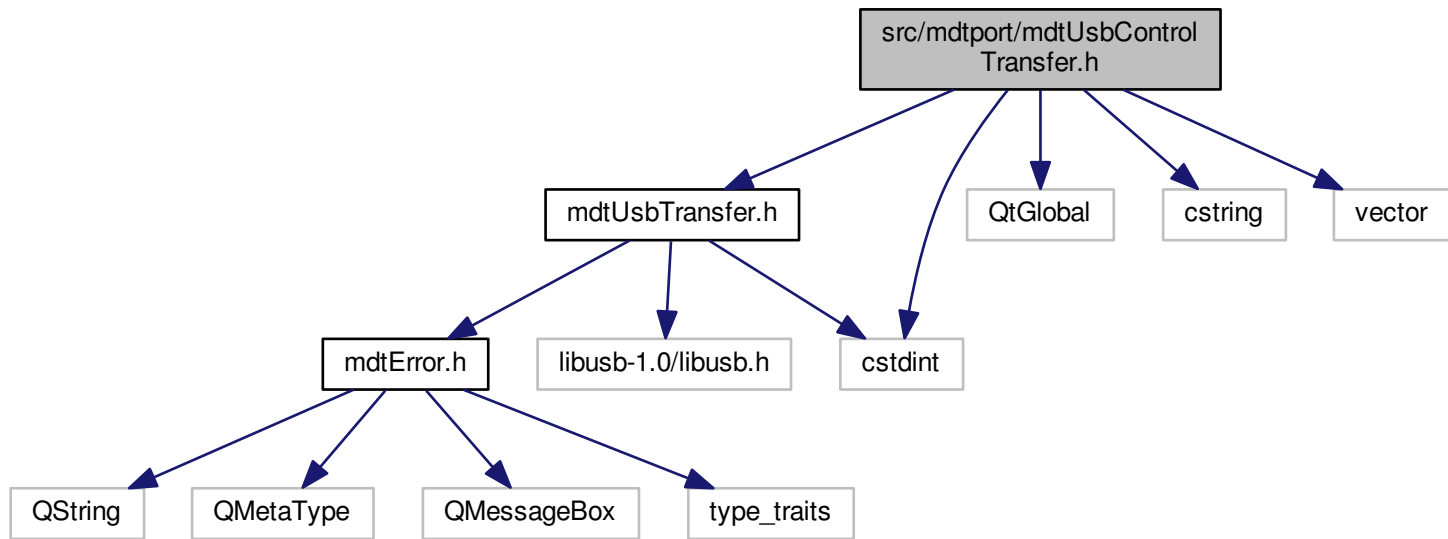 src/mdtport/mdtUsbControl
Transfer.h
mdtUsbTransfer.h
QtGlobal
cstring
vector
mdtError.h
libusb-1.0/libusb.h
cstdint
QString
QMetaType
QMessageBox
type_traits